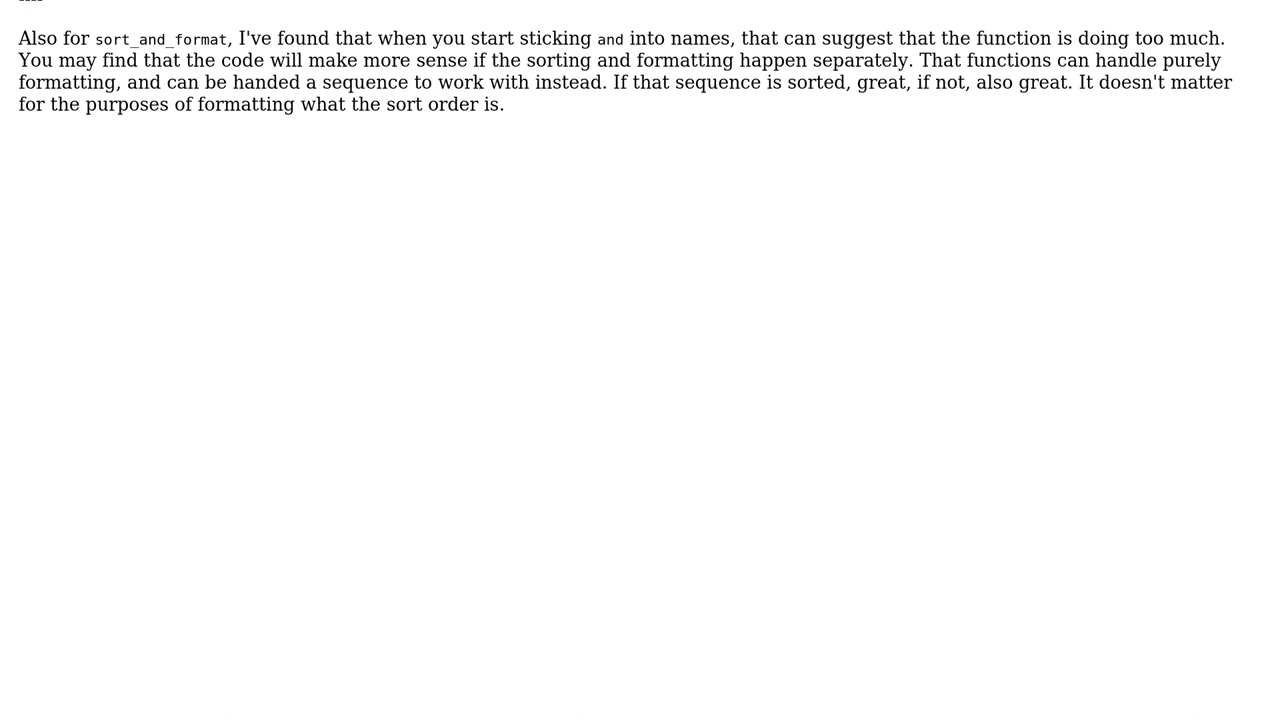 Also for sort_and_format, I've found that when you start sticking and into names, that can suggest that the function is doing too much.
You may find that the code will make more sense if the sorting and formatting happen separately. That functions can handle purely
formatting, and can be handed a sequence to work with instead. If that sequence is sorted, great, if not, also great. It doesn't matter
for the purposes of formatting what the sort order is.